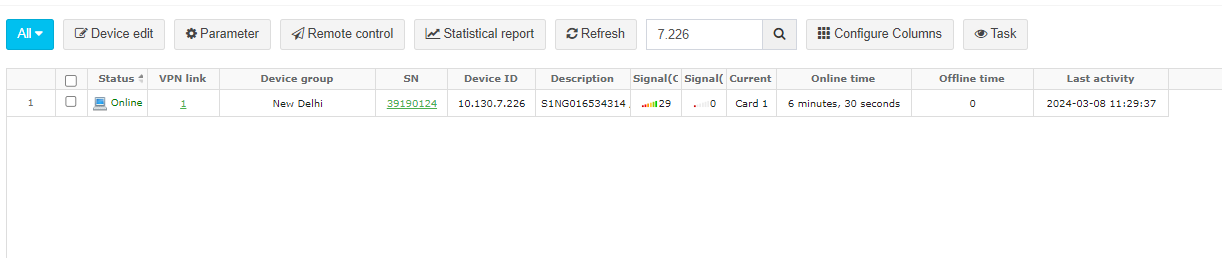 All Device edit Parameter Remote control Statistical report Refresh 7.226 Configure Columns Task
Status VPN link Device group SN Device ID Description Signal(C Signal( Current Online time Offline time Last activity
1 Online 1 New Delhi 39190124 10.130.7.226 S1NG016534314 29 0 Card 1 6 minutes, 30 seconds 0 2024-03-08 11:29:37